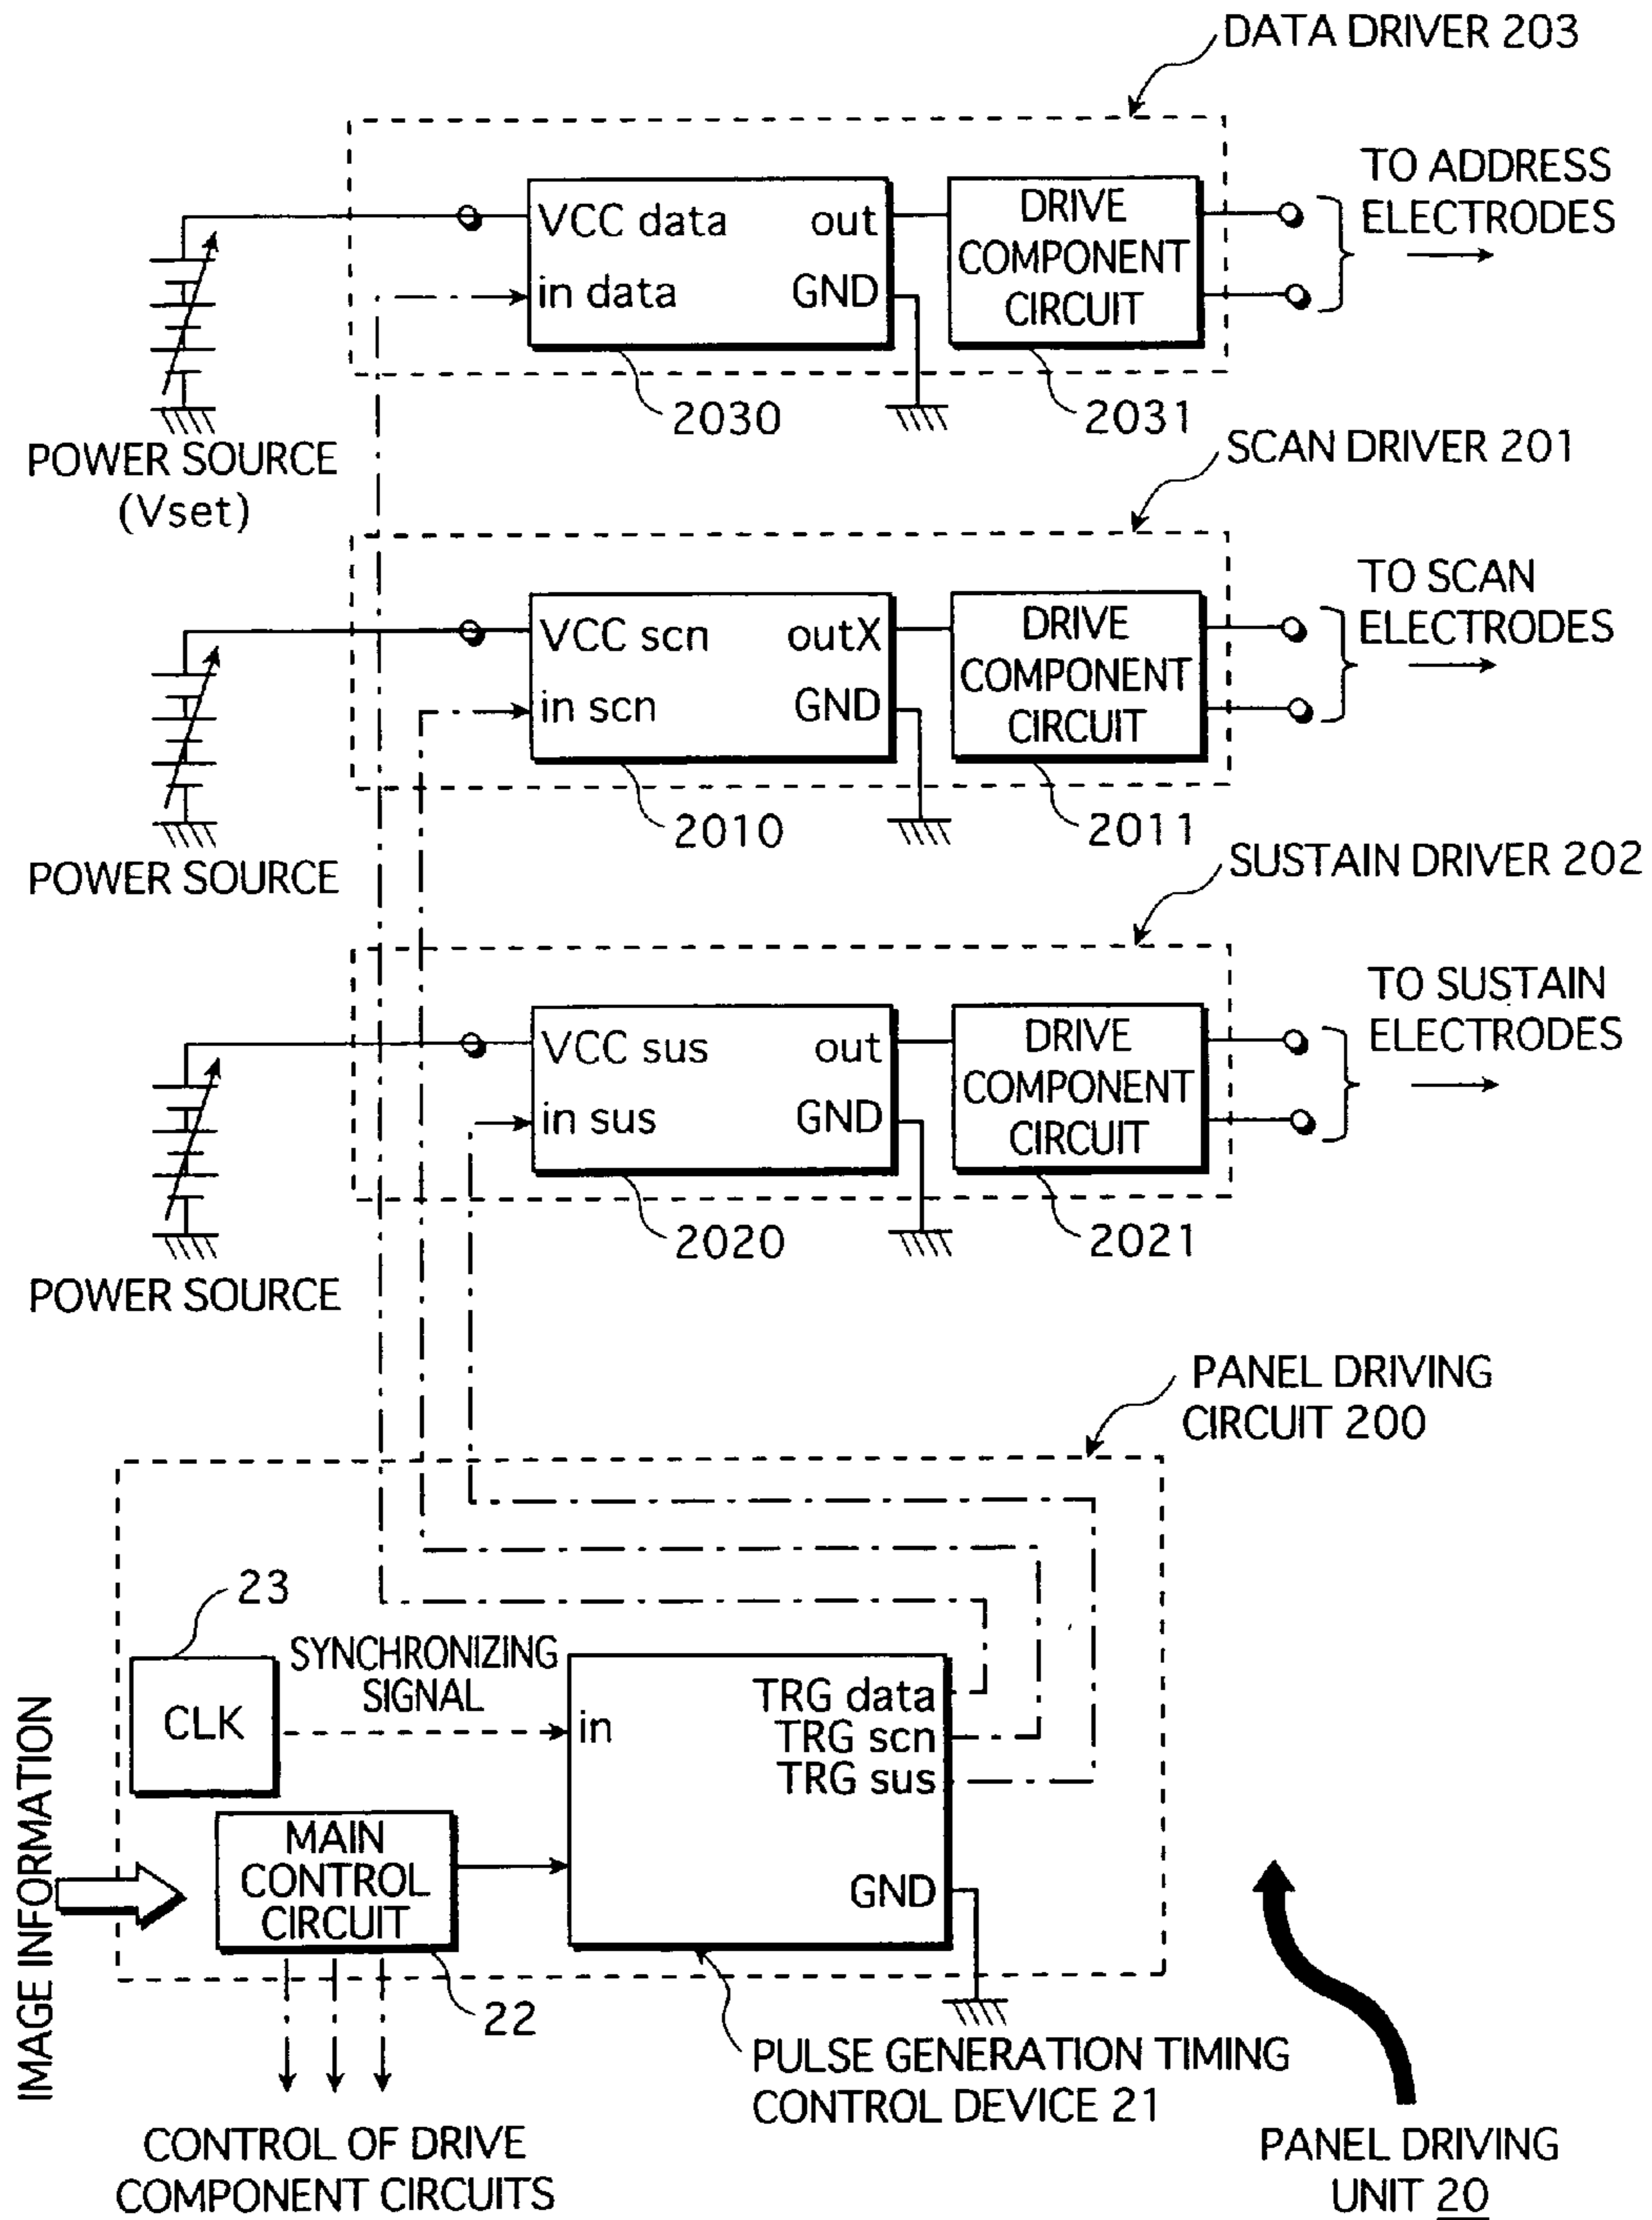 DATA DRIVER 203
VCC data
out
in data
GND
DRIVE
COMPONENT
CIRCUIT
TO ADDRESS
ELECTRODES
2030
2031
POWER SOURCE
(Vset)
SCAN DRIVER 201
VCC scn
outX
in scn
GND
DRIVE
COMPONENT
CIRCUIT
TO SCAN
ELECTRODES
2010
2011
POWER SOURCE
SUSTAIN DRIVER 202
VCC sus
out
in sus
GND
DRIVE
COMPONENT
CIRCUIT
TO SUSTAIN
ELECTRODES
2020
2021
POWER SOURCE
PANEL DRIVING
CIRCUIT 200
23
CLK
SYNCHRONIZING
SIGNAL
in
TRG data
TRG scn
TRG sus
GND
IMAGE INFORMATION
MAIN
CONTROL
CIRCUIT
22
PULSE GENERATION TIMING
CONTROL DEVICE 21
CONTROL OF DRIVE
COMPONENT CIRCUITS
PANEL DRIVING
UNIT 20